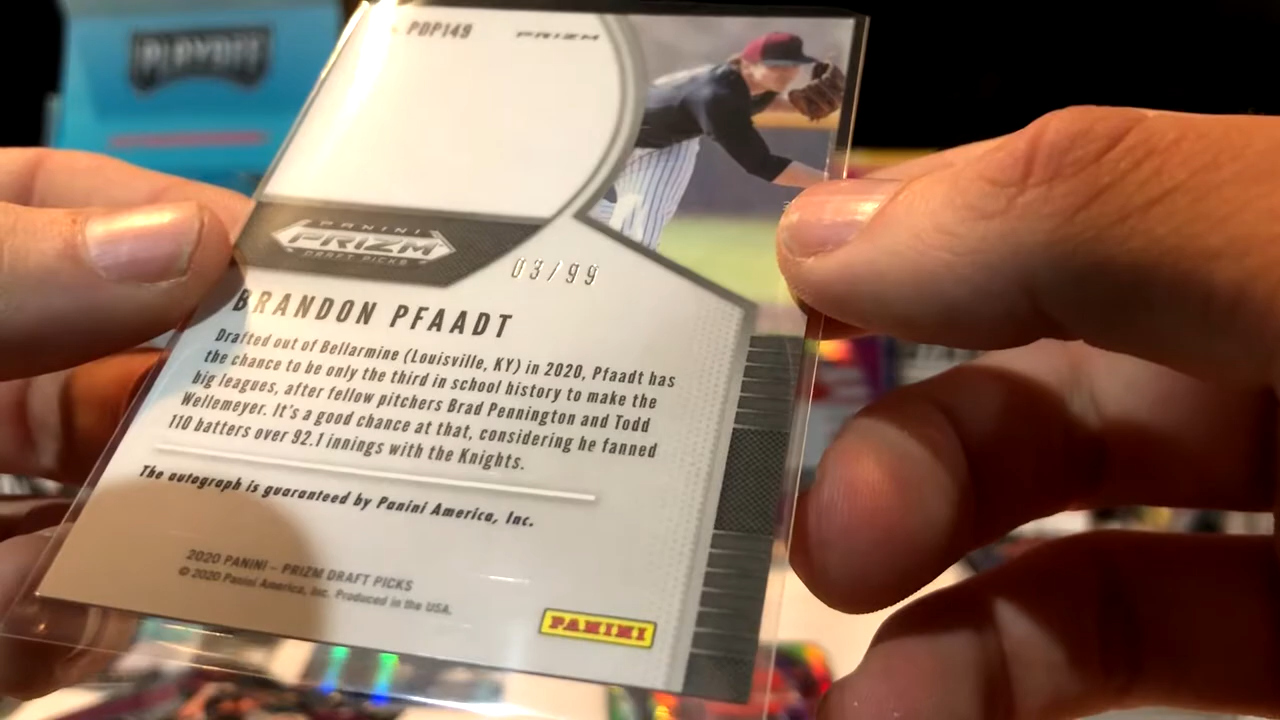 PLAYOFF
PDP149
PRIZM
PANINI
PRIZM
DRAFT PICKS
03/99
BRANDON PFAADT
Drafted out of Bellarmine (Louisville, KY) in 2020, Pfaadt has
the chance to be only the third in school history to make the
big leagues, after fellow pitchers Brad Pennington and Todd
Wellemeyer. It's a good chance at that, considering he fanned
110 batters over 92.1 innings with the Knights.
The autograph is guaranteed by Panini America, Inc.
2020 PANINI – PRIZM DRAFT PICKS
© 2020 Panini America, Inc. Produced in the USA.
PANINI